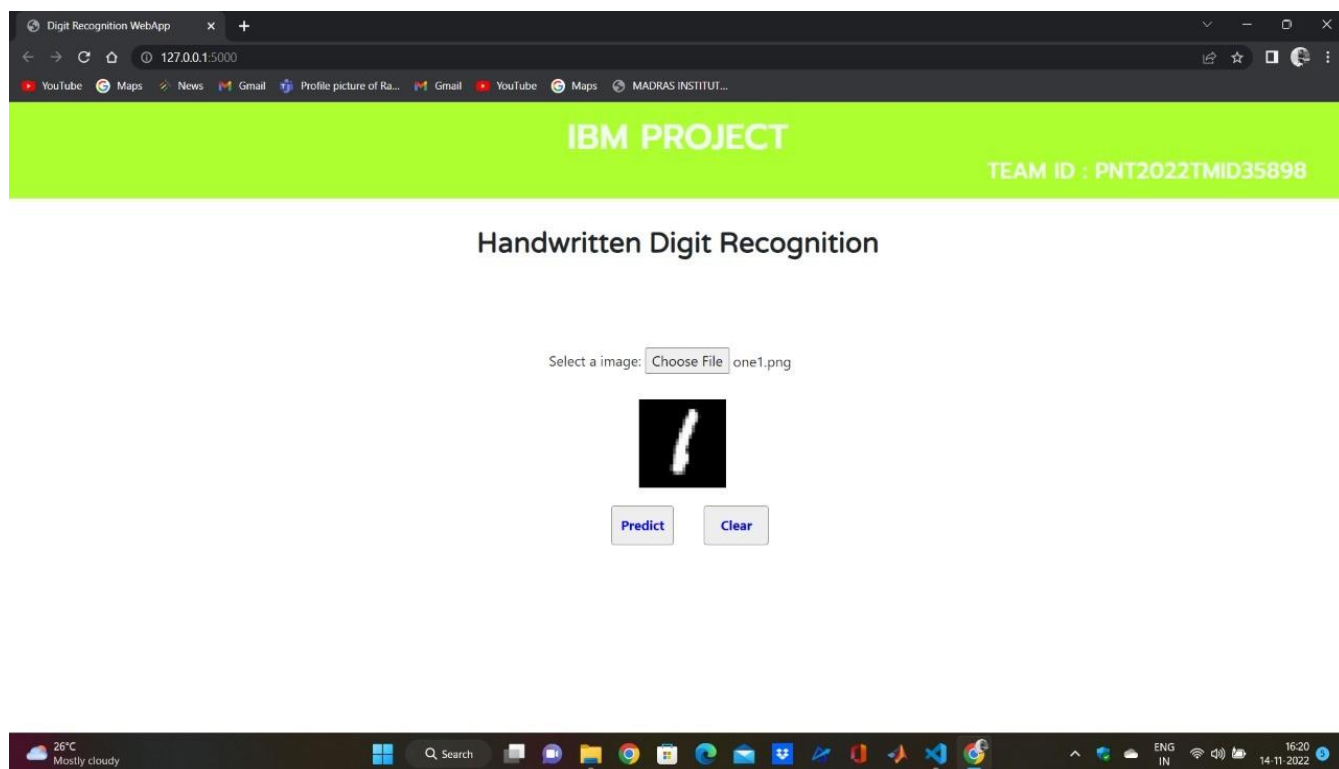 Digit Recognition WebApp
127.0.0.1:5000
YouTube Maps News Gmail Profile picture of Ra... Gmail YouTube Maps MADRAS INSTITUT...
IBM PROJECT
TEAM ID : PNT2022TMID35898
Handwritten Digit Recognition
Select a image: Choose File one1.png
1
Predict Clear
26°C
Mostly cloudy
Search
ENG
IN
16:20
14-11-2022
5